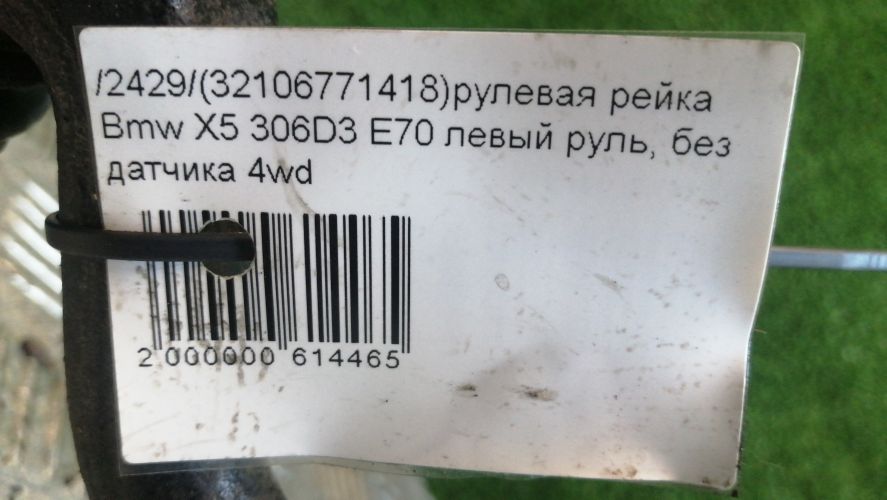 /2429/(32106771418)рулевая рейка
Bmw X5 306D3 E70 левый руль, без
датчика 4wd
2 000000 614465